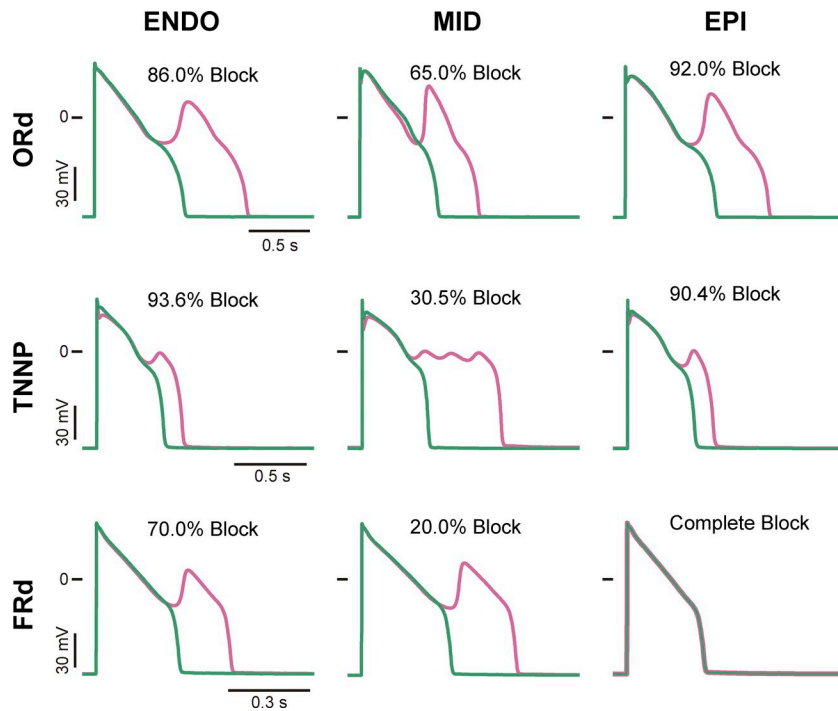 ENDO MID EPI
ORd
86.0% Block
65.0% Block
92.0% Block
0
30 mV
0.5 s
TNNP
93.6% Block
30.5% Block
90.4% Block
0
30 mV
0.5 s
FRd
70.0% Block
20.0% Block
Complete Block
0
30 mV
0.3 s